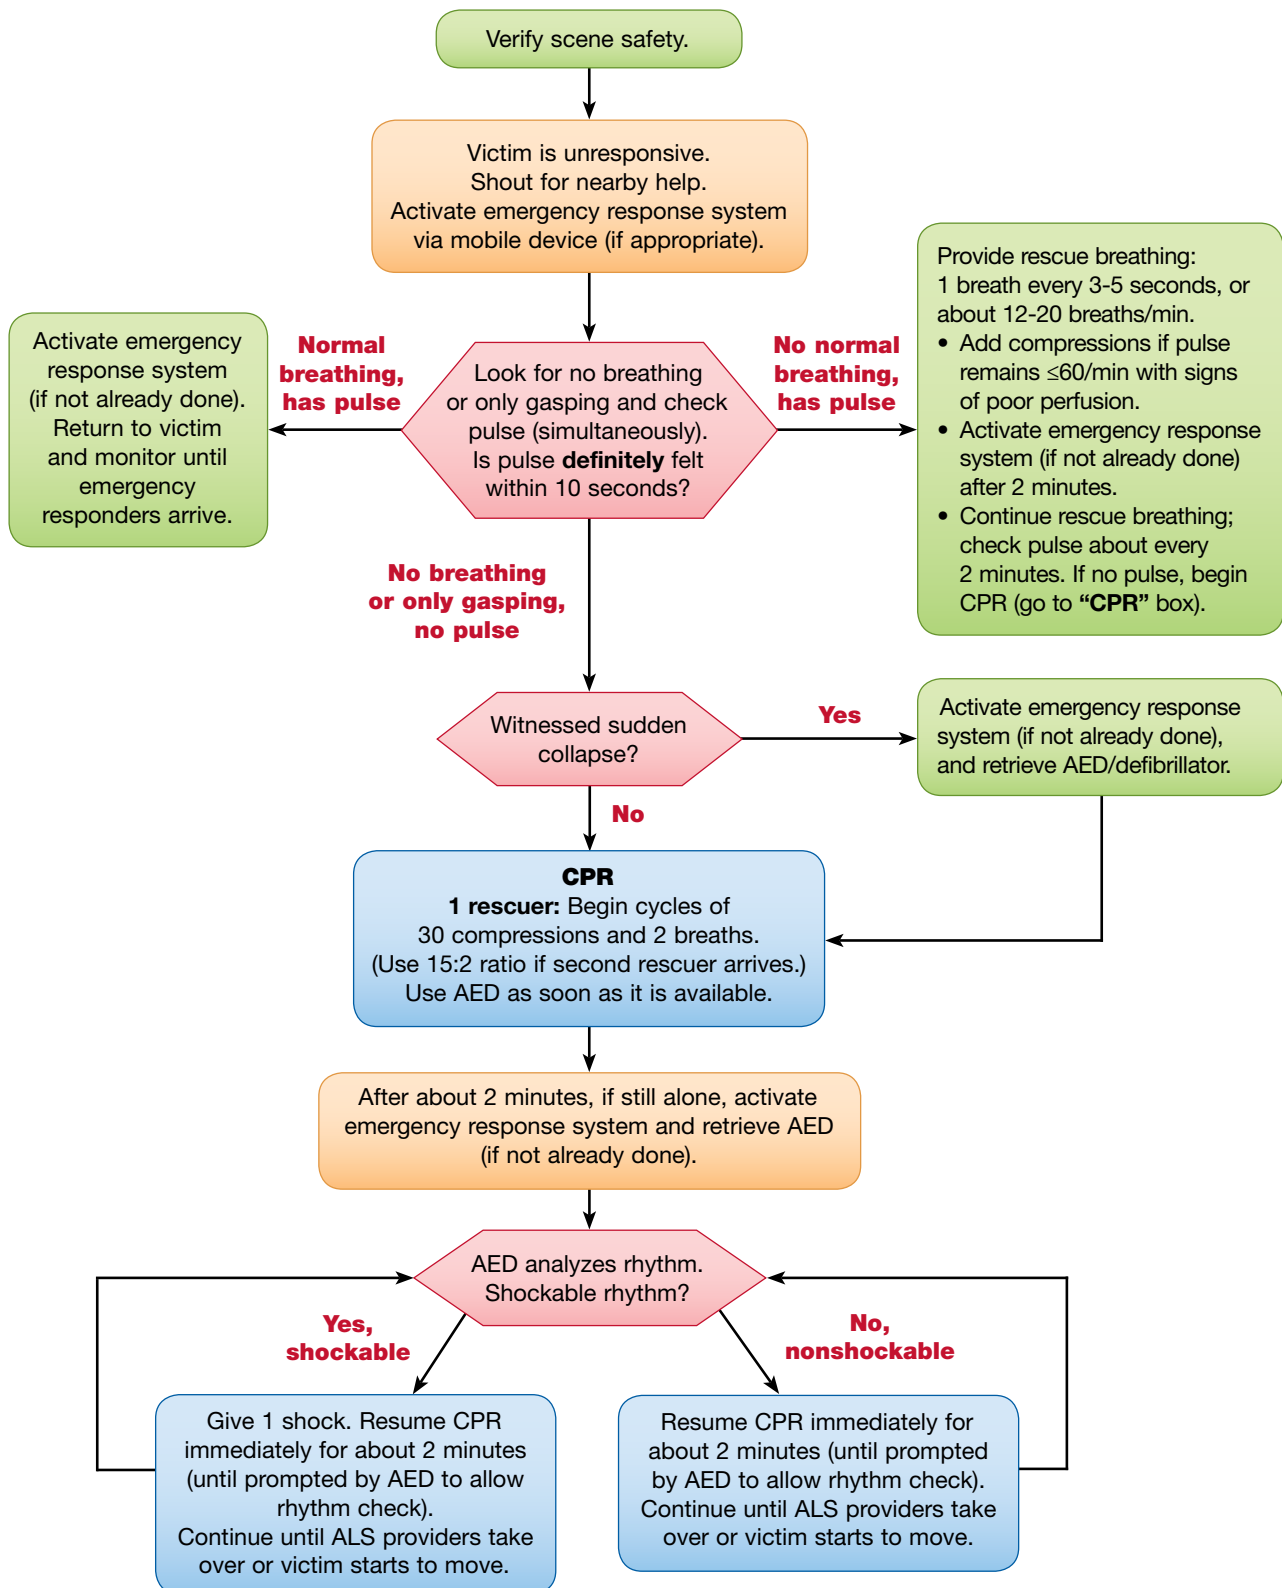 Verify scene safety.
Victim is unresponsive.
Shout for nearby help.
Activate emergency response system
via mobile device (if appropriate).
Look for no breathing
or only gasping and check
pulse (simultaneously).
Is pulse definitely felt
within 10 seconds?
Normal
breathing,
has pulse
Activate emergency
response system
(if not already done).
Return to victim
and monitor until
emergency
responders arrive.
No normal
breathing,
has pulse
Provide rescue breathing:
1 breath every 3-5 seconds, or
about 12-20 breaths/min.
• Add compressions if pulse
remains ≤60/min with signs
of poor perfusion.
• Activate emergency response
system (if not already done)
after 2 minutes.
• Continue rescue breathing;
check pulse about every
2 minutes. If no pulse, begin
CPR (go to “CPR” box).
No breathing
or only gasping,
no pulse
Witnessed sudden
collapse?
Yes
Activate emergency response
system (if not already done),
and retrieve AED/defibrillator.
No
CPR
1 rescuer: Begin cycles of
30 compressions and 2 breaths.
(Use 15:2 ratio if second rescuer arrives.)
Use AED as soon as it is available.
After about 2 minutes, if still alone, activate
emergency response system and retrieve AED
(if not already done).
AED analyzes rhythm.
Shockable rhythm?
Yes,
shockable
No,
nonshockable
Give 1 shock. Resume CPR
immediately for about 2 minutes
(until prompted by AED to allow
rhythm check).
Continue until ALS providers take
over or victim starts to move.
Resume CPR immediately for
about 2 minutes (until prompted
by AED to allow rhythm check).
Continue until ALS providers take
over or victim starts to move.